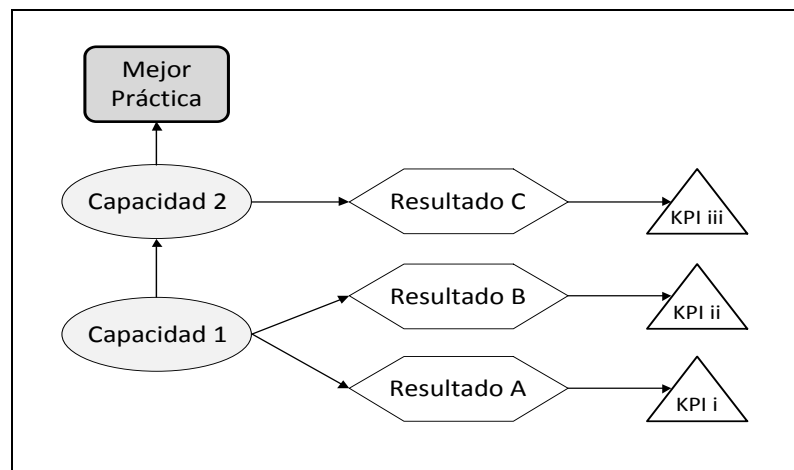 Mejor
Práctica
Capacidad 2
Resultado C
KPI iii
Resultado B
KPI ii
Capacidad 1
Resultado A
KPI i